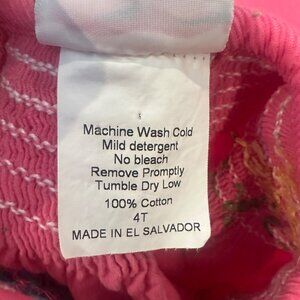 Machine Wash Cold
Mild detergent
No bleach
Remove Promptly
Tumble Dry Low
100% Cotton
4T
MADE IN EL SALVADOR